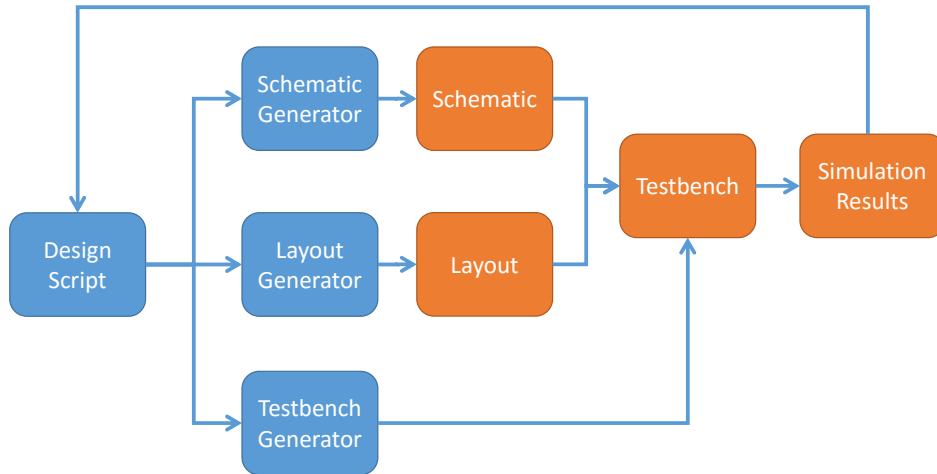 Schematic
Generator
Schematic
Testbench
Simulation
Results
Design
Script
Layout
Generator
Layout
Testbench
Generator